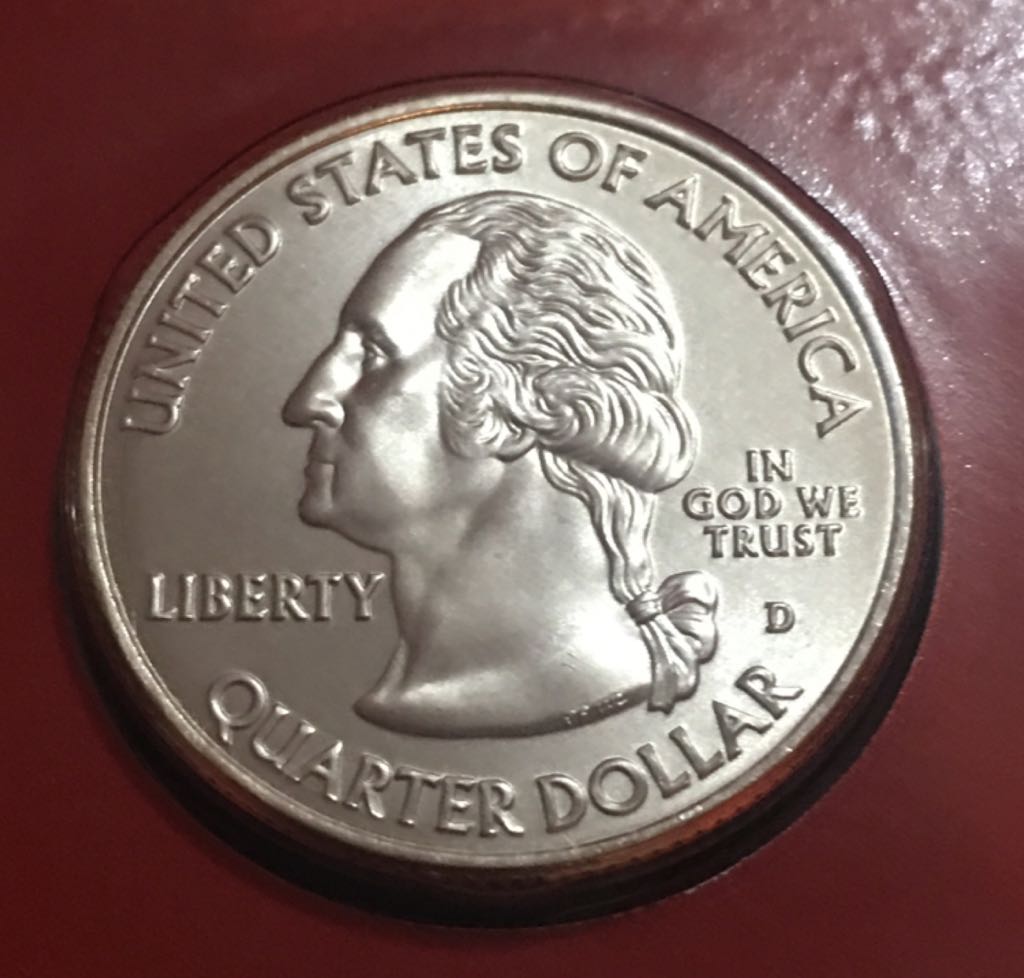 UNITED STATES OF AMERICA
LIBERTY
IN
GOD WE
TRUST
D
QUARTER DOLLAR